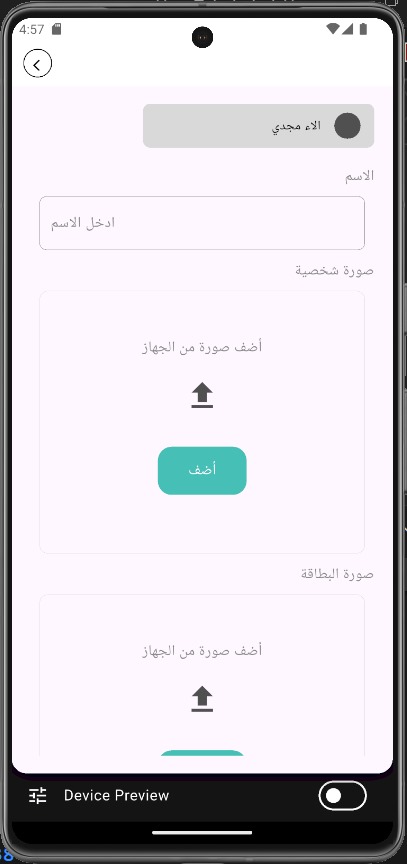 4:57
الاء مجدي
الاسم
ادخل الاسم
صورة شخصية
أضف صورة من الجهاز
أضف
صورة البطاقة
أضف صورة من الجهاز
Device Preview